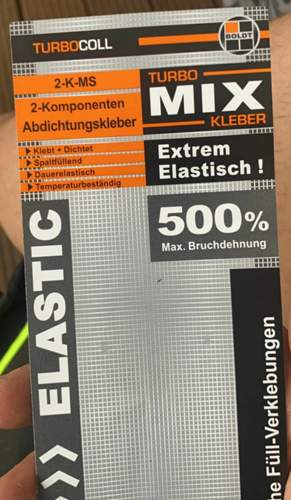 TURBOCOLL
BOLDT
2-K-MS
2-Komponenten
Abdichtungskleber
Klebt + Dichtet
Spaltfüllend
Dauerelastisch
Temperaturbeständig
TURBO
MIX
KLEBER
Extrem
Elastisch !
500%
Max. Bruchdehnung
>>> ELASTIC
he Füll-Verklebungen